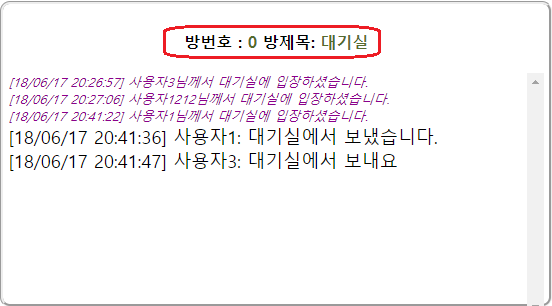 방번호 : 0 방제목: 대기실
[18/06/17 20:26:57] 사용자3님께서 대기실에 입장하셨습니다.
[18/06/17 20:27:06] 사용자1212님께서 대기실에 입장하셨습니다.
[18/06/17 20:41:22] 사용자1님께서 대기실에 입장하셨습니다.
[18/06/17 20:41:36] 사용자1: 대기실에서 보냈습니다.
[18/06/17 20:41:47] 사용자3: 대기실에서 보내요